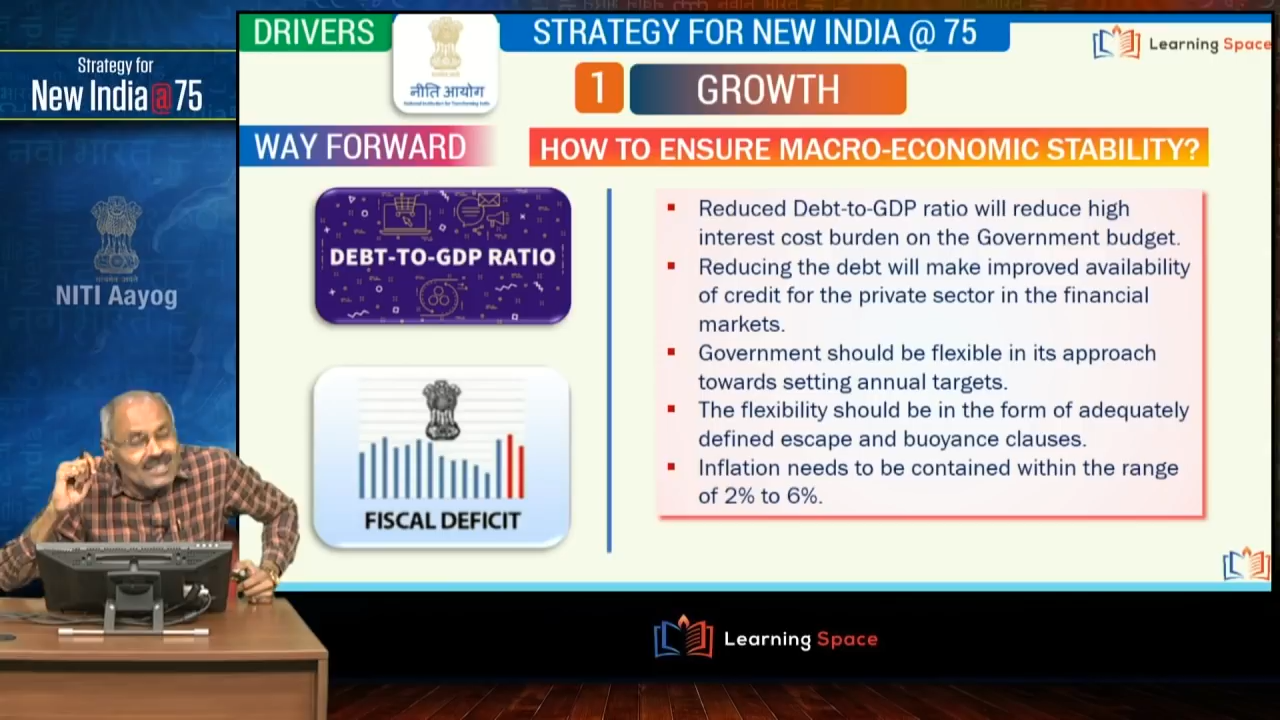 Strategy for
New India@75
NITI Aayog
DRIVERS
नीति आयोग
National Institution for Transforming India
STRATEGY FOR NEW INDIA @ 75
Learning Space
1
GROWTH
WAY FORWARD
HOW TO ENSURE MACRO-ECONOMIC STABILITY?
DEBT-TO-GDP RATIO
FISCAL DEFICIT
▪ Reduced Debt-to-GDP ratio will reduce high
interest cost burden on the Government budget.
▪ Reducing the debt will make improved availability
of credit for the private sector in the financial
markets.
▪ Government should be flexible in its approach
towards setting annual targets.
▪ The flexibility should be in the form of adequately
defined escape and buoyance clauses.
▪ Inflation needs to be contained within the range
of 2% to 6%.
Learning Space